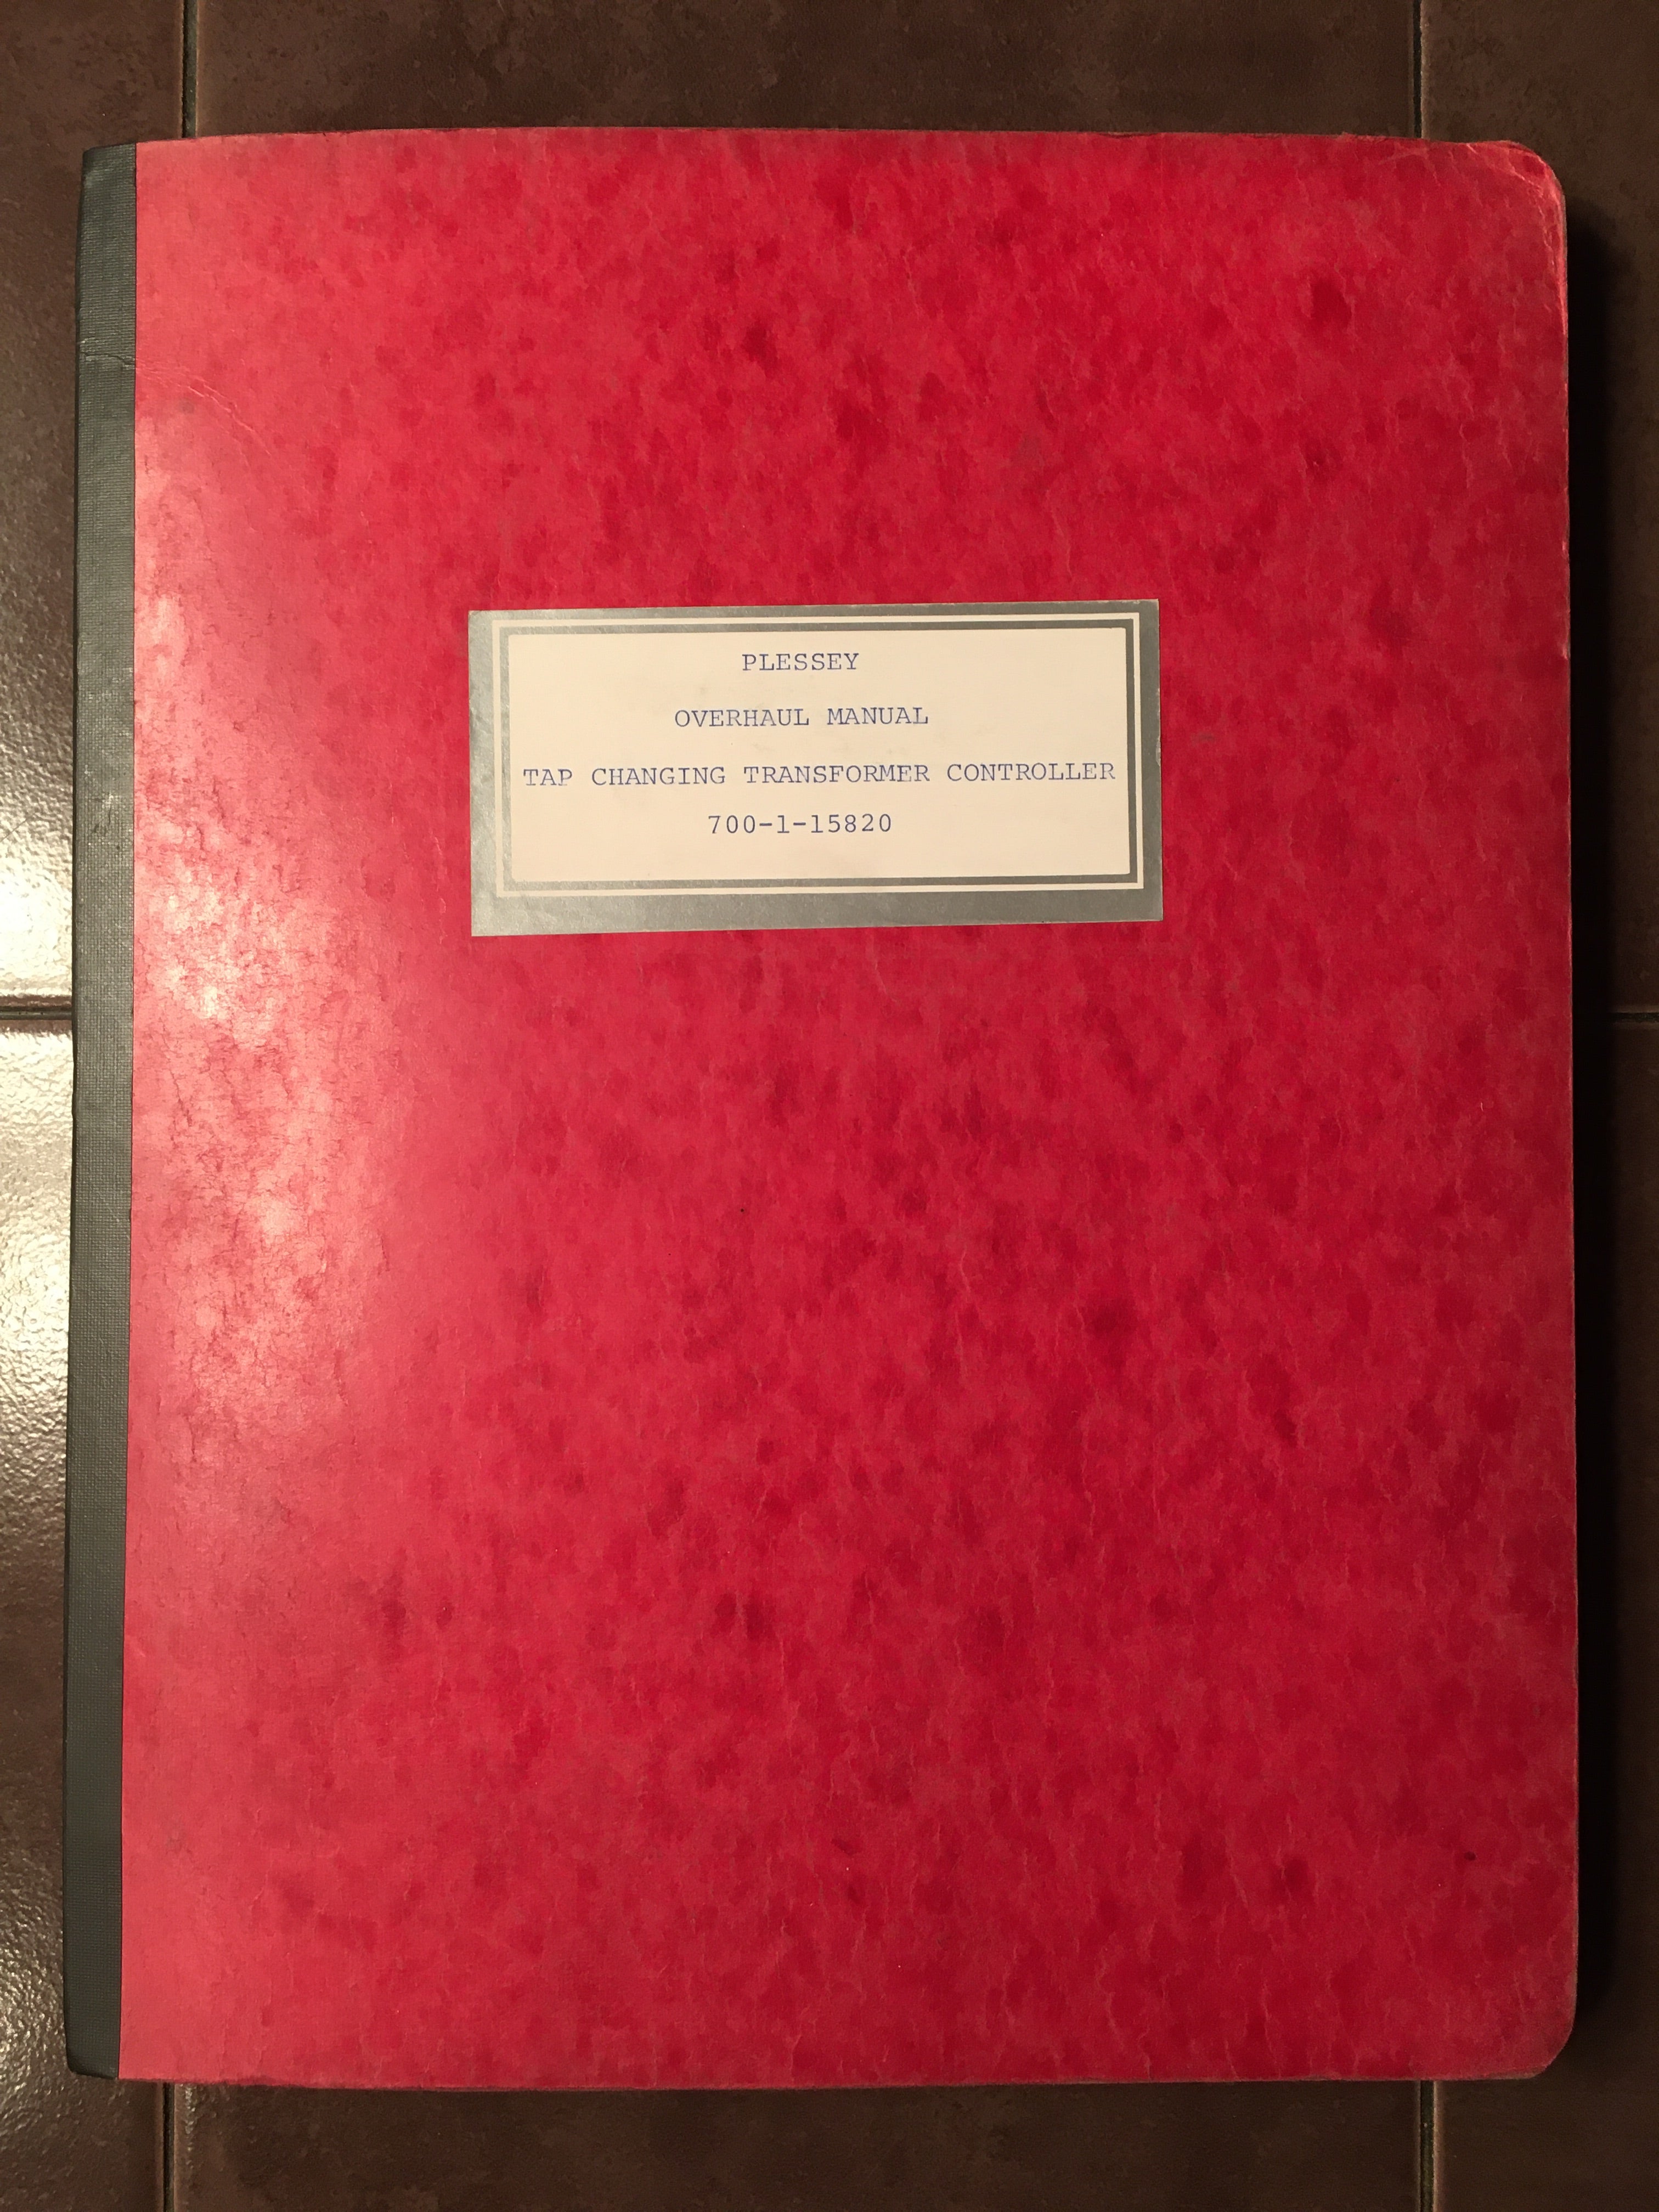 PLESSEY
OVERHAUL MANUAL
TAP CHANGING TRANSFORMER CONTROLLER
700-1-15820